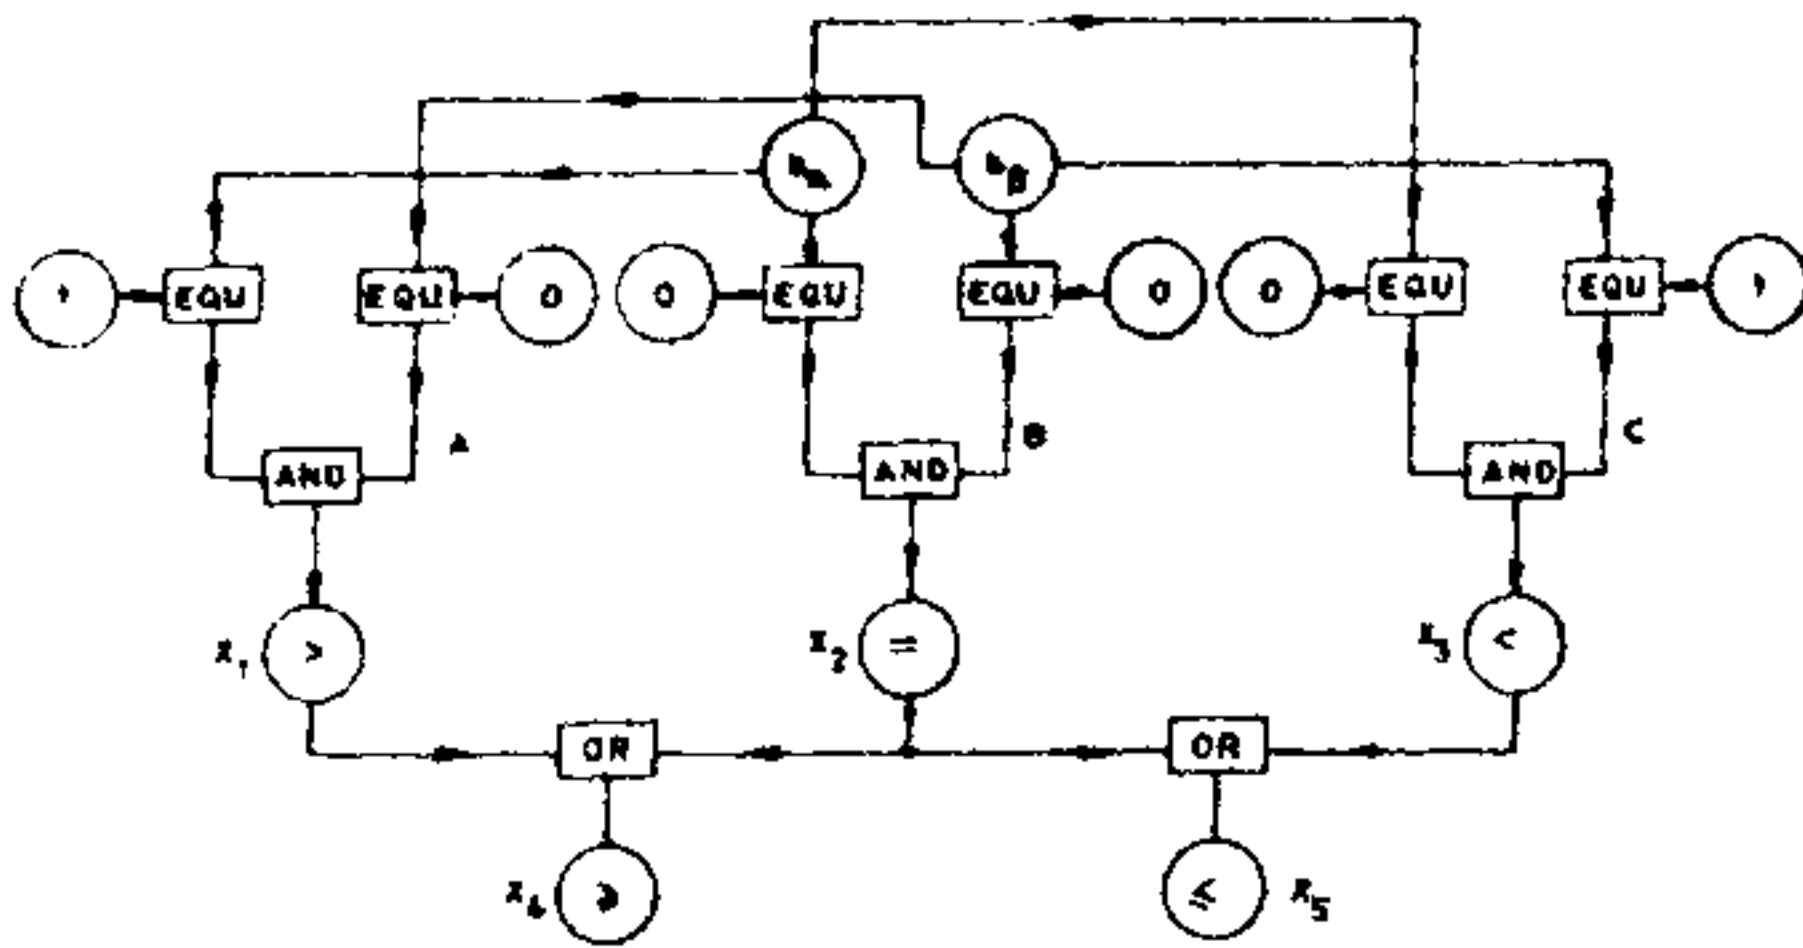 b_β
1 EQU EQU 0 0 EQU EQU 0 0 EQU EQU 1
A B C
AND AND AND
x₁ > x₂ = x₃ <
OR OR
x₄ ≥ ≤ x₅